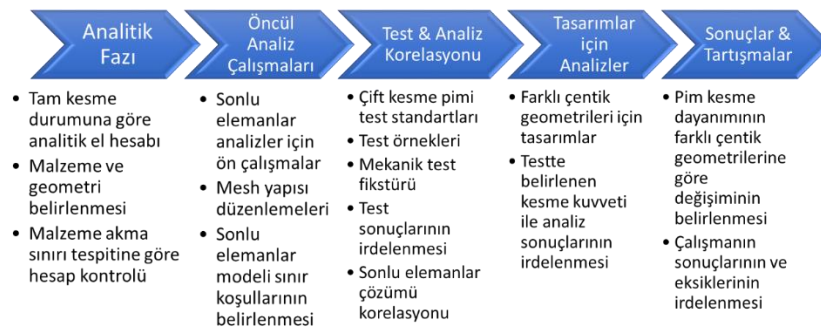 Analitik
Fazı
• Tam kesme
durumuna göre
analitik el hesabı
• Malzeme ve
geometri
belirlenmesi
• Malzeme akma
sınırı tespitine göre
hesap kontrolü
Öncül
Analiz
Çalışmaları
• Sonlu
elemanlar
analizler için
ön çalışmalar
• Mesh yapısı
düzenlemeleri
• Sonlu
elemanlar
modeli sınır
koşullarının
belirlenmesi
Test & Analiz
Korelasyonu
• Çift kesme pimi
test standartları
• Test örnekleri
• Mekanik test
fikstürü
• Test
sonuçlarının
irdelenmesi
• Sonlu elemanlar
çözümü
korelasyonu
Tasarımlar
için
Analizler
• Farklı çentik
geometrileri için
tasarımlar
• Testte
belirlenen
kesme kuvveti
ile analiz
sonuçlarının
irdelenmesi
Sonuçlar &
Tartışmalar
• Pim kesme
dayanımının
farklı çentik
geometrilerine
göre
değişiminin
belirlenmesi
• Çalışmanın
sonuçlarının ve
eksiklerinin
irdelenmesi